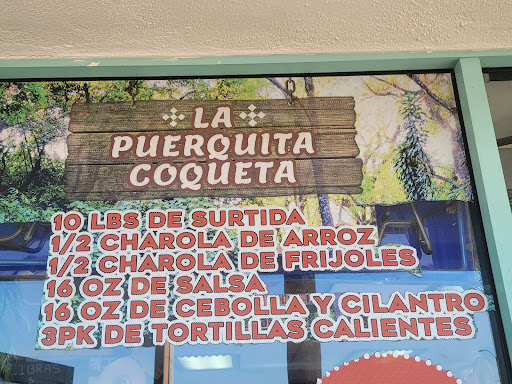 LA
PUERQUITA
COQUETA
10 LBS DE SURTIDA
1/2 CHAROLA DE ARROZ
1/2 CHAROLA DE FRIJOLES
16 OZ DE SALSA
16 OZ DE CEBOLLA Y CILANTRO
3PK DE TORTILLAS CALIENTES